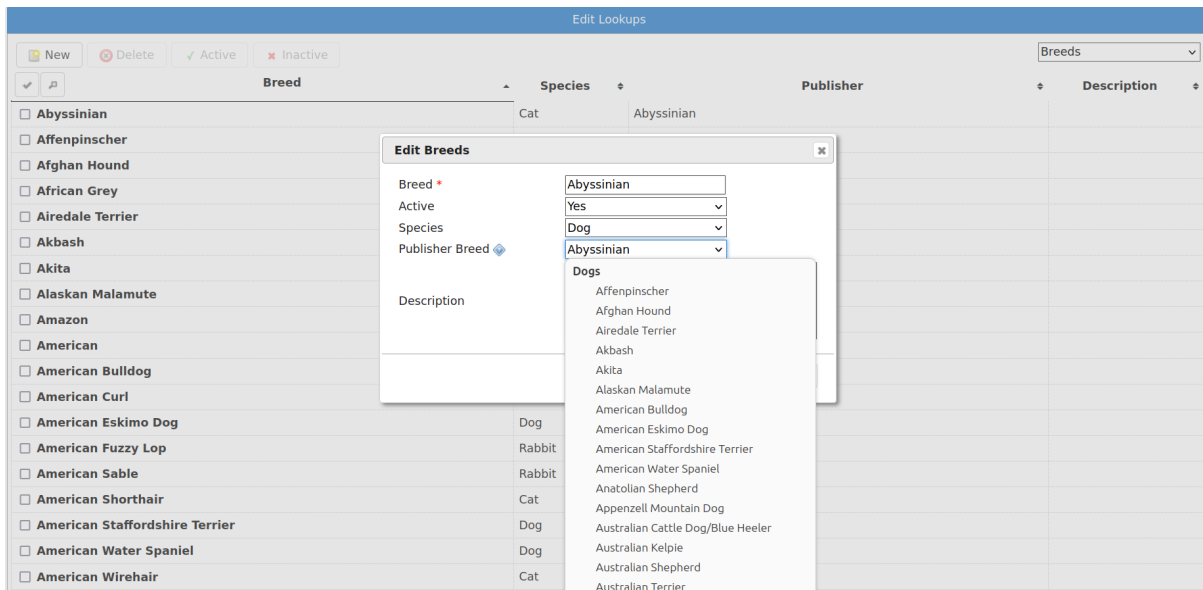 Edit Lookups
New Delete Active Inactive Breeds
Breed Species Publisher Description
Abyssinian Cat Abyssinian
Affenpinscher
Afghan Hound
African Grey
Airedale Terrier
Akbash
Akita
Alaskan Malamute
Amazon
American
American Bulldog
American Curl
American Eskimo Dog Dog
American Fuzzy Lop Rabbit
American Sable Rabbit
American Shorthair Cat
American Staffordshire Terrier Dog
American Water Spaniel Dog
American Wirehair Cat
Edit Breeds
Breed * Abyssinian
Active Yes
Species Dog
Publisher Breed Abyssinian
Description
Dogs
Affenpinscher
Afghan Hound
Airedale Terrier
Akbash
Akita
Alaskan Malamute
American Bulldog
American Eskimo Dog
American Staffordshire Terrier
American Water Spaniel
Anatolian Shepherd
Appenzell Mountain Dog
Australian Cattle Dog/Blue Heeler
Australian Kelpie
Australian Shepherd
Australian Terrier